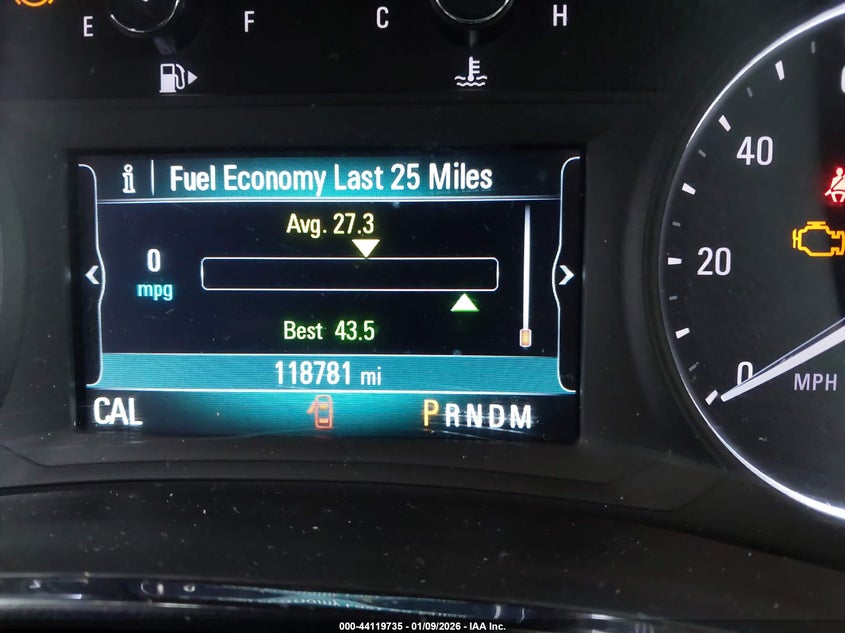 E F C H
i Fuel Economy Last 25 Miles
Avg. 27.3
0
mpg
Best 43.5
118781 mi
CAL PRNDM
40
20
0
MPH
000-44119735 - 01/09/2026 - IAA Inc.